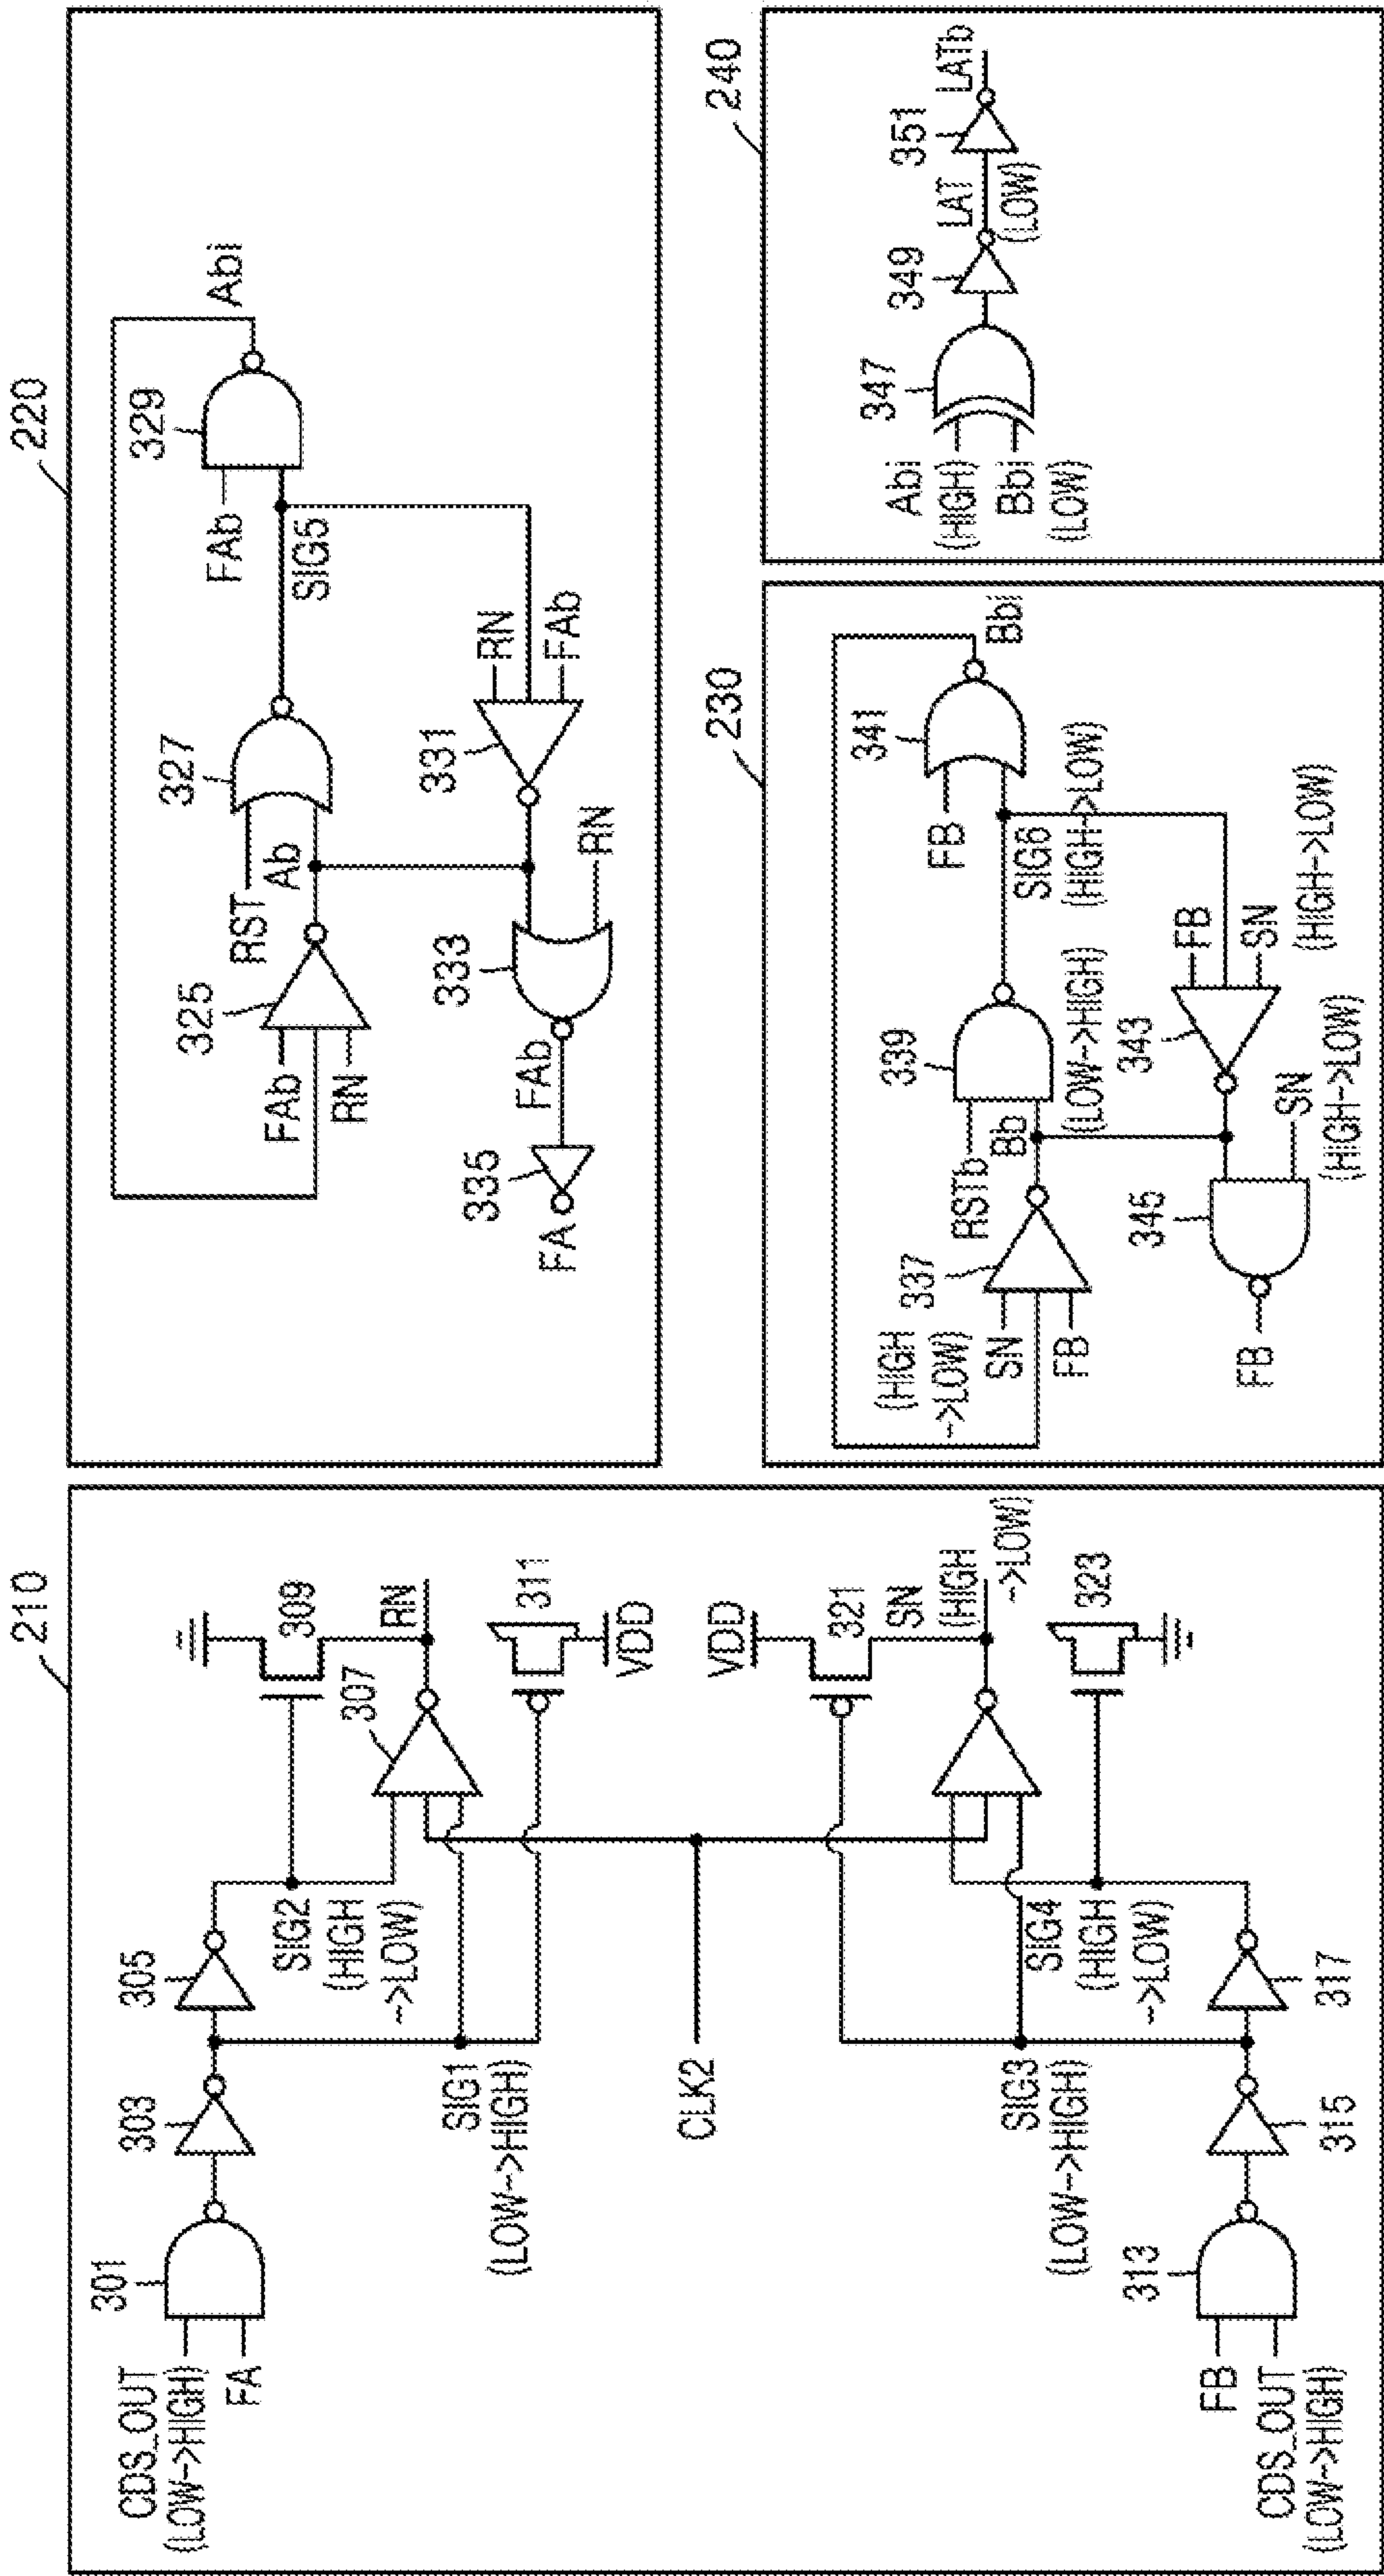 210
CDS_OUT
(LOW->HIGH)
FA
301
303
305
SIG2
(HIGH
->LOW)
SIG1
(LOW->HIGH)
307
309
RN
311
VDD
CLK2
VDD
321
SN
(HIGH
->LOW)
323
SIG3
(LOW->HIGH)
SIG4
(HIGH
->LOW)
313
315
317
FB
CDS_OUT
(LOW->HIGH)
220
FAb
RN
325
RST
Ab
327
SIG5
FAb
329
Abi
331
RN
FAb
333
RN
FAb
335
FA
230
(HIGH
->LOW)
SN
FB
337
RSTb
Bb
(LOW->HIGH)
339
FB
SIG6
(HIGH->LOW)
341
Bbi
343
FB
SN
(HIGH->LOW)
345
SN
(HIGH->LOW)
FB
240
Abi
(HIGH)
Bbi
(LOW)
347
349
LAT
(LOW)
351
LATb